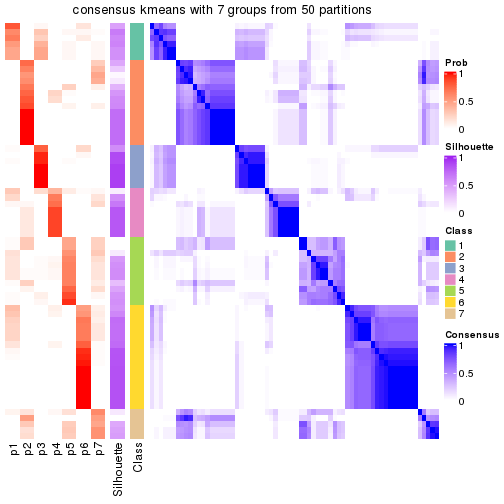 consensus kmeans with 7 groups from 50 partitions
Prob
1
0.5
0
Silhouette
1
0.5
0
Class
1
2
3
4
5
6
7
Consensus
1
0.5
0
p1
p2
p3
p4
p5
p6
p7
Silhouette
Class